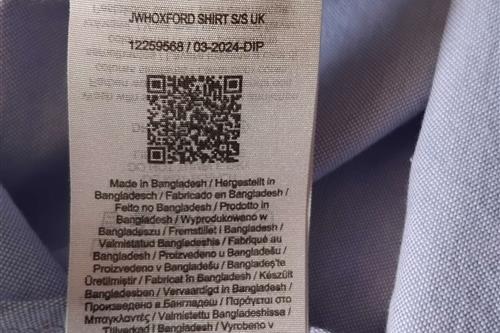 JWHOXFORD SHIRT S/S UK
12259568 / 03-2024-DIP
Made in Bangladesh / Hergestellt in
Bangladesch / Fabricado en Bangladesh /
Feito no Bangladesh / Prodotto in
Bangladesh / Wyprodukowano w
Bangladeszu / Fremstillet i Bangladesh /
Valmistatud Bangladeshis / Fabriqué au
Bangladesh / Proizvedeno u Bangladešu /
Proizvedeno v Bangladešu / Bangladeş'te
Üretilmiştir / Fabricat în Bangladesh / Készült
Bangladesben / Vervaardigd in Bangladesh /
Произведено в Бангладеш / Παράγεται στο
Μπαγκλαντές / Valmistettu Bangladeshissa /
Tillverkad i Bangladesh / Vyrobeno v